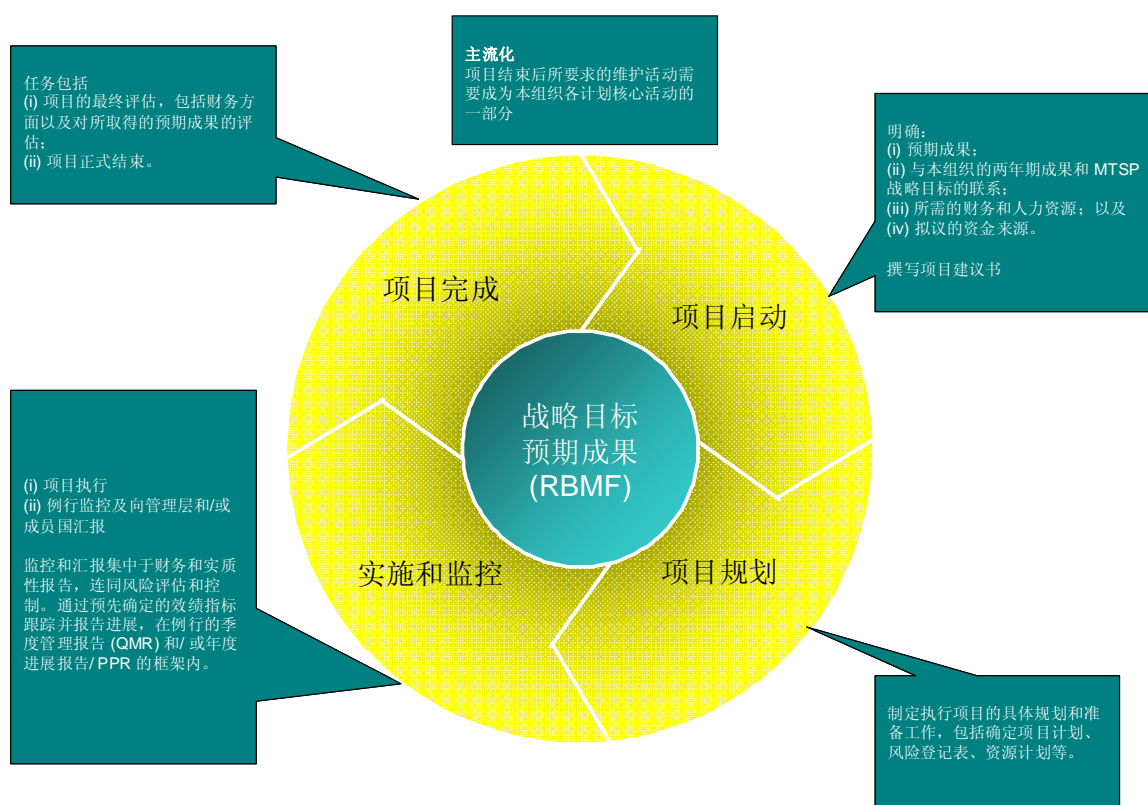 主流化
项目结束后所要求的维护活动需
要成为本组织各计划核心活动的
一部分
任务包括
(i) 项目的最终评估，包括财务方
面以及对所取得的预期成果的评
估；
(ii) 项目正式结束。
明确：
(i) 预期成果；
(ii) 与本组织的两年期成果和 MTSP
战略目标的联系；
(iii) 所需的财务和人力资源；以及
(iv) 拟议的资金来源。
撰写项目建议书
项目完成
项目启动
战略目标
预期成果
(RBMF)
实施和监控
项目规划
(i) 项目执行
(ii) 例行监控及向管理层和/或
成员国汇报
监控和汇报集中于财务和实质
性报告，连同风险评估和控
制。通过预先确定的效绩指标
跟踪并报告进展，在例行的季
度管理报告 (QMR) 和/ 或年度
进展报告/ PPR 的框架内。
制定执行项目的具体规划和准
备工作，包括确定项目计划、
风险登记表、资源计划等。